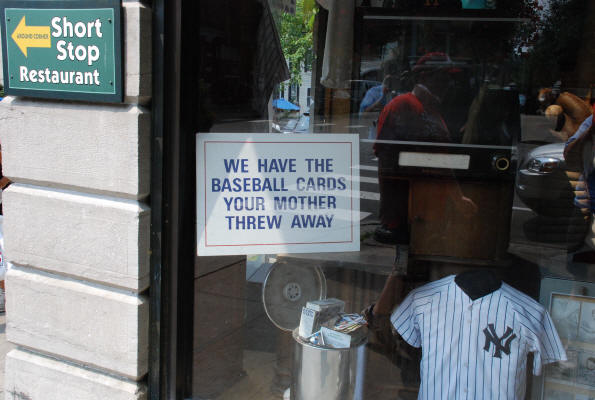 AROUND CORNER
Short
Stop
Restaurant
WE HAVE THE
BASEBALL CARDS
YOUR MOTHER
THREW AWAY
NY